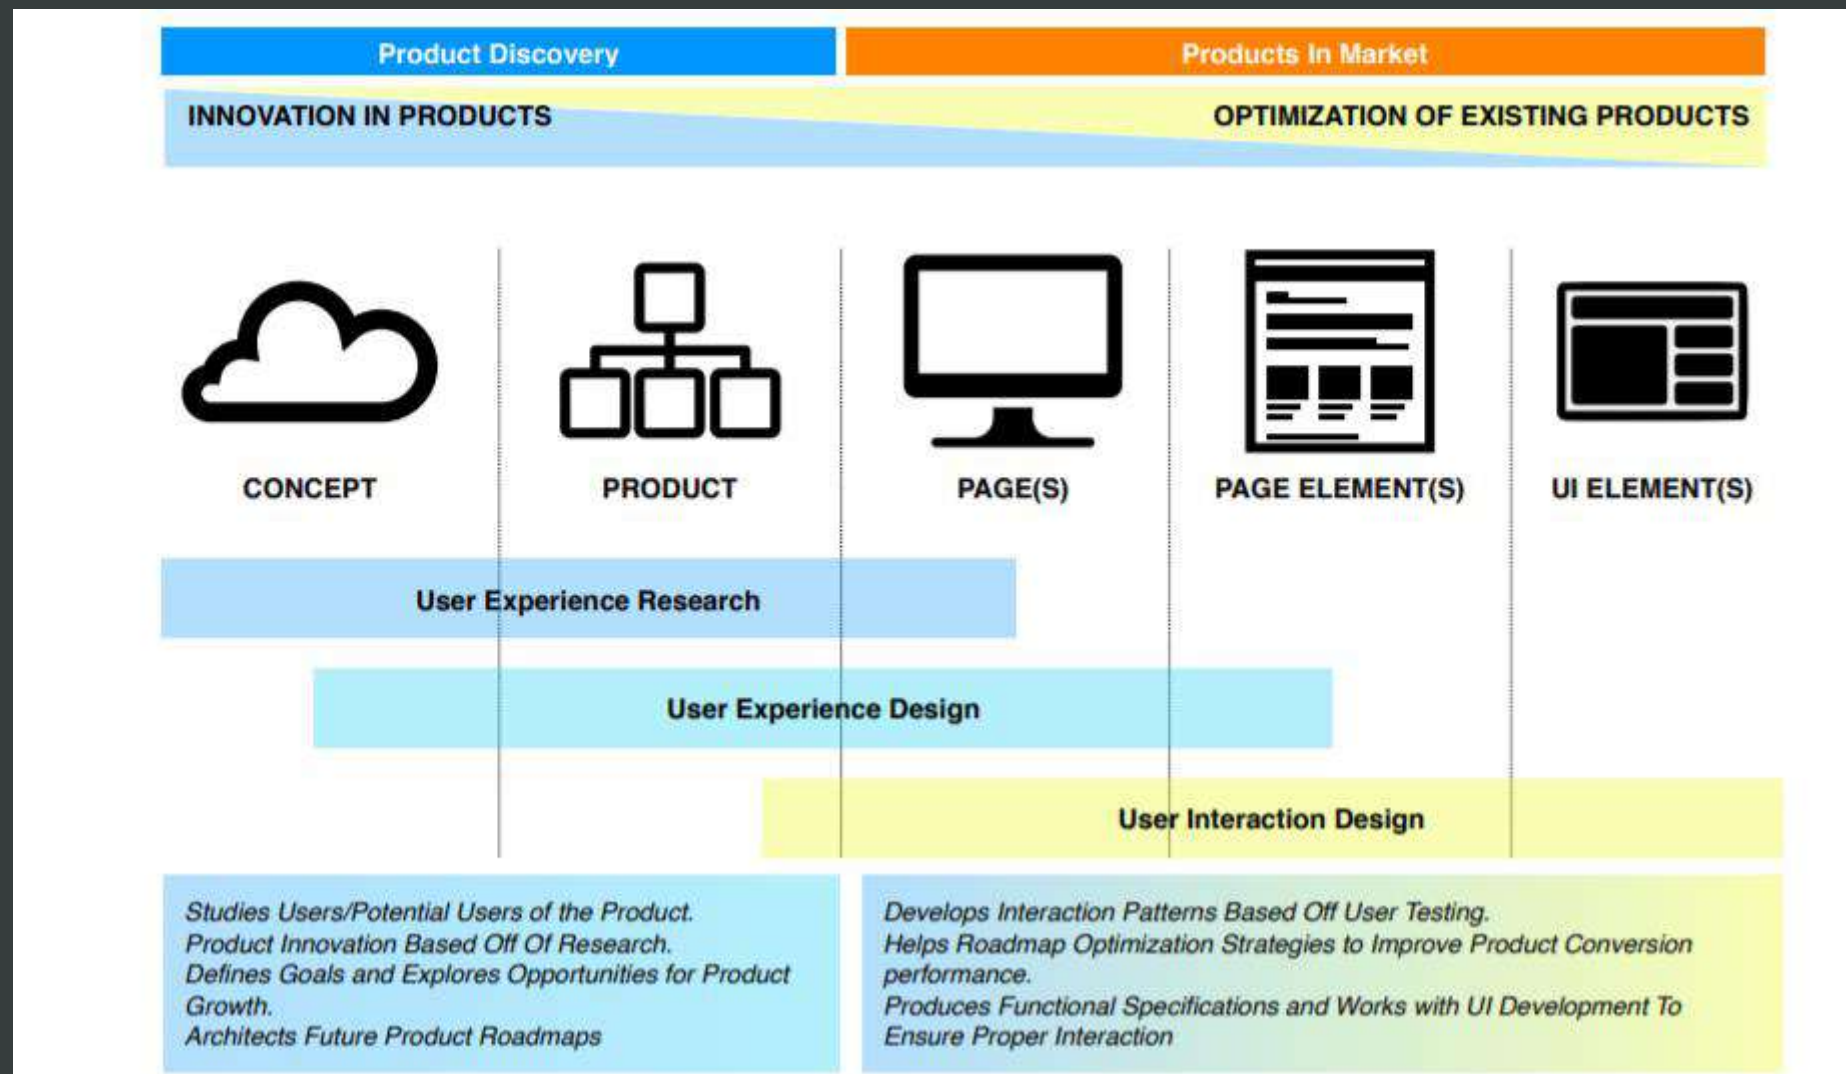 Product Discovery
Products In Market
INNOVATION IN PRODUCTS
OPTIMIZATION OF EXISTING PRODUCTS
CONCEPT
PRODUCT
PAGE(S)
PAGE ELEMENT(S)
UI ELEMENT(S)
User Experience Research
User Experience Design
User Interaction Design
Studies Users/Potential Users of the Product.
Product Innovation Based Off Of Research.
Defines Goals and Explores Opportunities for Product
Growth.
Architects Future Product Roadmaps
Develops Interaction Patterns Based Off User Testing.
Helps Roadmap Optimization Strategies to Improve Product Conversion
performance.
Produces Functional Specifications and Works with UI Development To
Ensure Proper Interaction